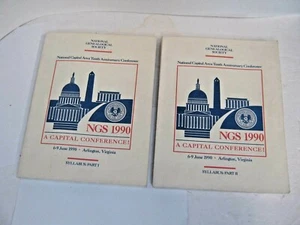 NATIONAL
GENEALOGICAL
SOCIETY
National Capital Area Tenth Anniversary Conference
NGS 1990
A CAPITAL CONFERENCE!
6-9 June 1990 - Arlington, Virginia
SYLLABUS: PART I
NATIONAL
GENEALOGICAL
SOCIETY
National Capital Area Tenth Anniversary Conference
NGS 1990
A CAPITAL CONFERENCE!
6-9 June 1990 - Arlington, Virginia
SYLLABUS: PART II